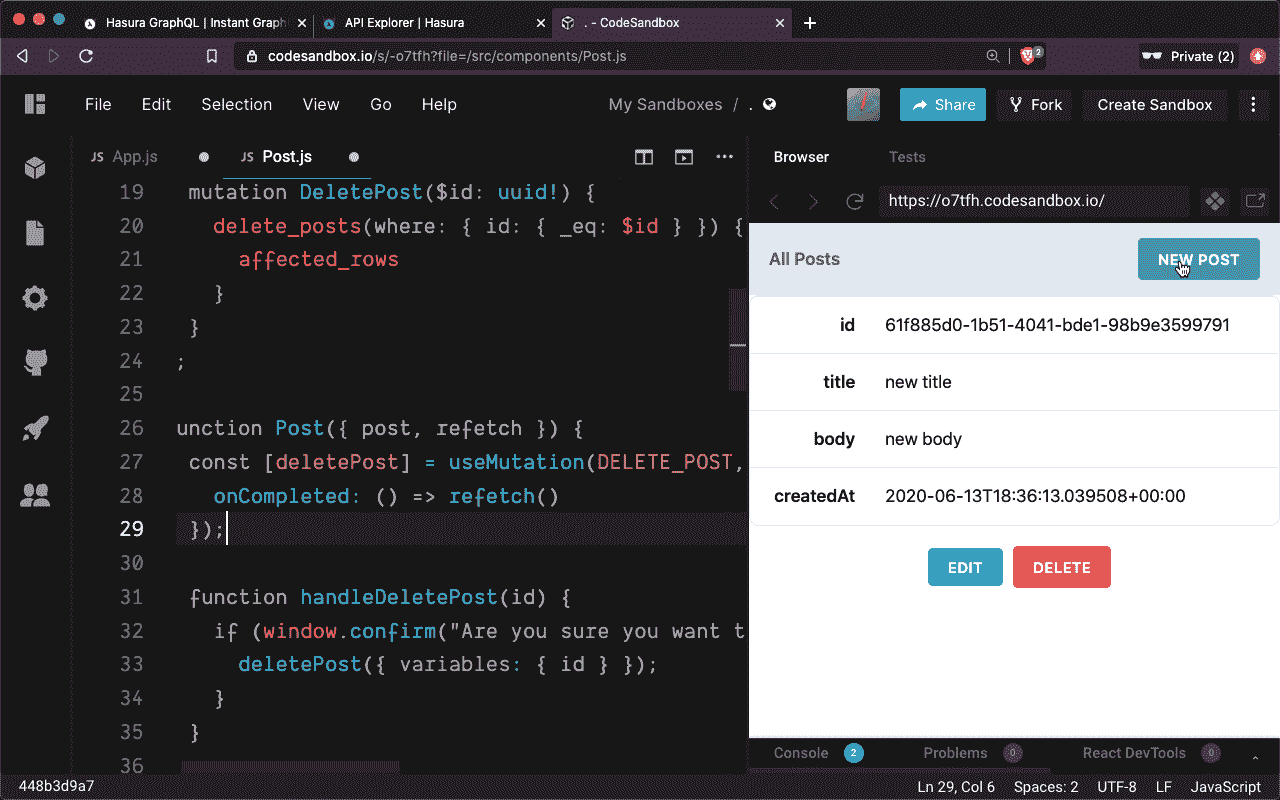 Hasura GraphQL | Instant Graph
API Explorer | Hasura
. - CodeSandbox
codesandbox.io/s/-o7tfh?file=/src/components/Post.js
2
Private (2)
File Edit Selection View Go Help
My Sandboxes / .
Share
Fork
Create Sandbox
JS App.js
JS Post.js
19 mutation DeletePost($id: uuid!) {
20 delete_posts(where: { id: { _eq: $id } }) {
21 affected_rows
22 }
23 }
24 ;
25
26 unction Post({ post, refetch }) {
27 const [deletePost] = useMutation(DELETE_POST,
28 onCompleted: () => refetch()
29 });
30
31 function handleDeletePost(id) {
32 if (window.confirm("Are you sure you want t
33 deletePost({ variables: { id } });
34 }
35 }
36
Browser Tests
https://o7tfh.codesandbox.io/
All Posts
NEW POST
id 61f885d0-1b51-4041-bde1-98b9e3599791
title new title
body new body
createdAt 2020-06-13T18:36:13.039508+00:00
EDIT DELETE
Console 2 Problems 0 React DevTools 0
448b3d9a7
Ln 29, Col 6 Spaces: 2 UTF-8 LF JavaScript